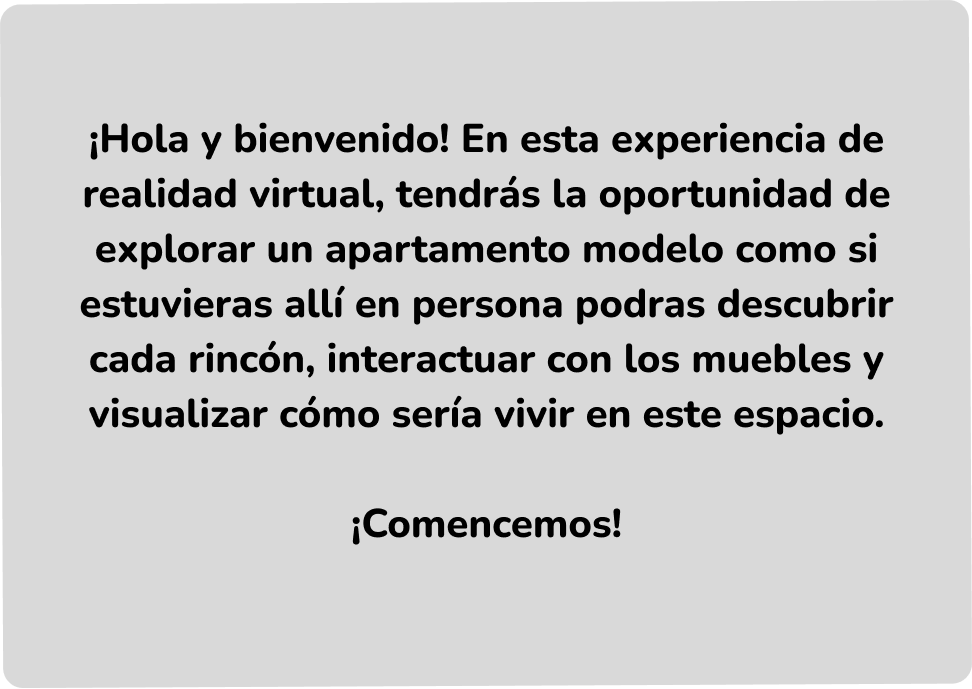 ¡Hola y bienvenido! En esta experiencia de
realidad virtual, tendrás la oportunidad de
explorar un apartamento modelo como si
estuvieras allí en persona podras descubrir
cada rincón, interactuar con los muebles y
visualizar cómo sería vivir en este espacio.
¡Comencemos!